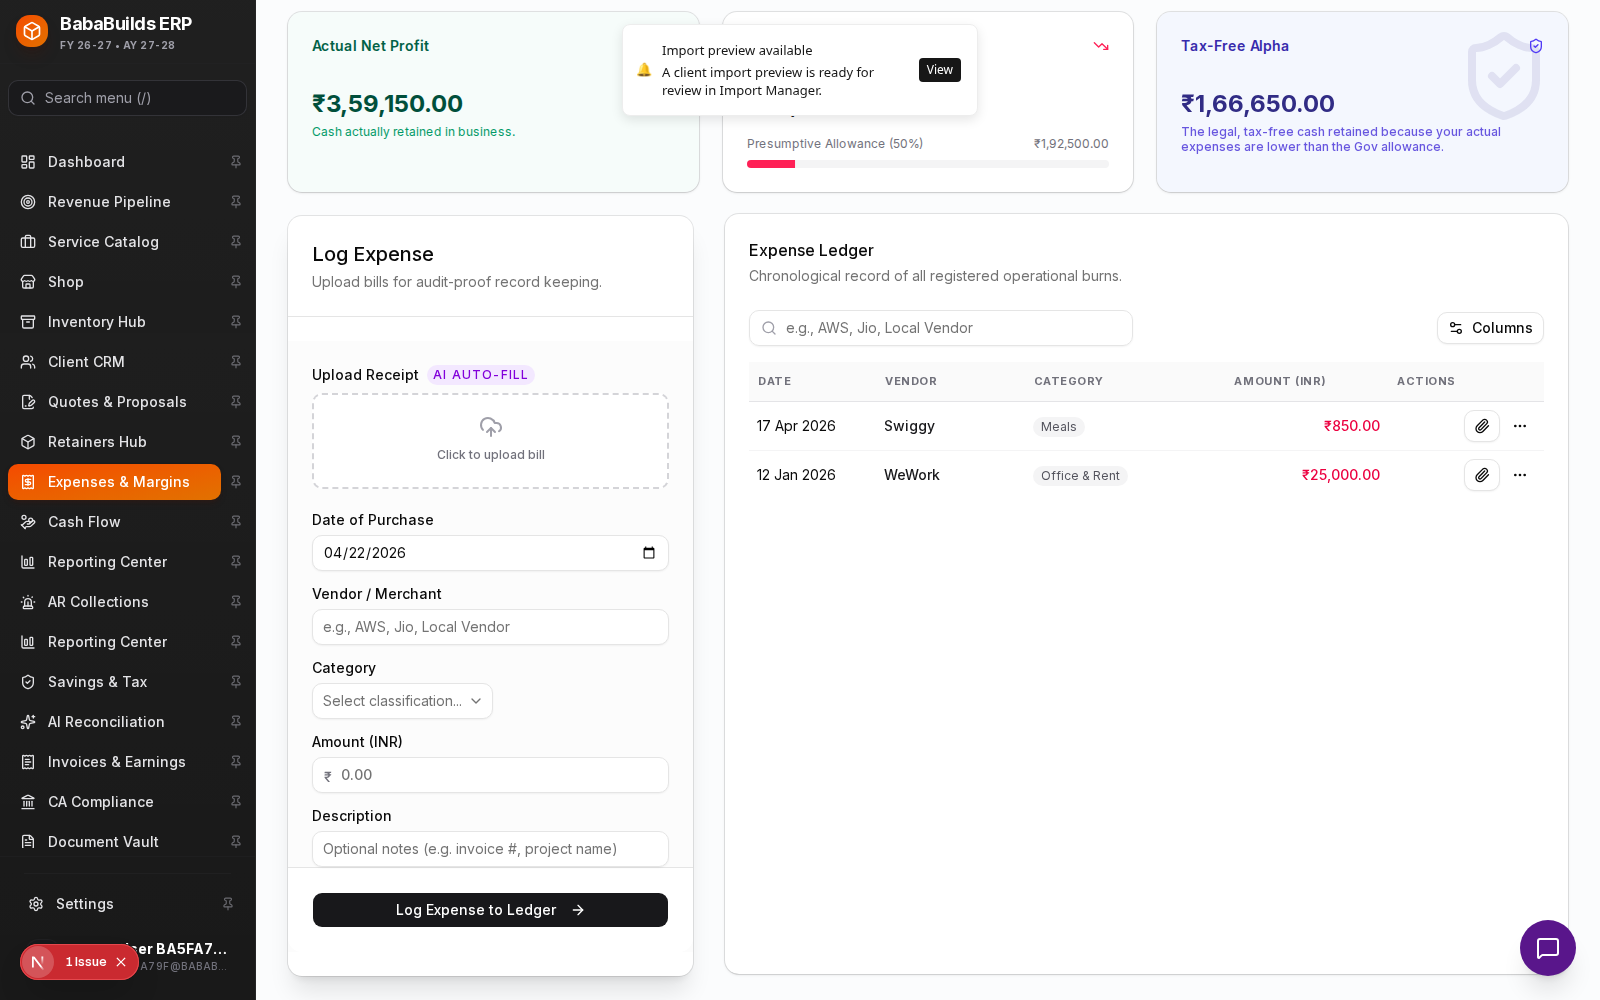 BabaBuilds ERP
FY 26-27 • AY 27-28
Search menu (/)
Dashboard
Revenue Pipeline
Service Catalog
Shop
Inventory Hub
Client CRM
Quotes & Proposals
Retainers Hub
Expenses & Margins
Cash Flow
Reporting Center
AR Collections
Reporting Center
Savings & Tax
AI Reconciliation
Invoices & Earnings
CA Compliance
Document Vault
Settings
BA5FA7...
A79F@BABAB...
1 Issue
Actual Net Profit
₹3,59,150.00
Cash actually retained in business.
Import preview available
A client import preview is ready for
review in Import Manager.
View
Presumptive Allowance (50%)
₹1,92,500.00
Tax-Free Alpha
₹1,66,650.00
The legal, tax-free cash retained because your actual
expenses are lower than the Gov allowance.
Log Expense
Upload bills for audit-proof record keeping.
Upload Receipt
AI AUTO-FILL
Click to upload bill
Date of Purchase
04/22/2026
Vendor / Merchant
e.g., AWS, Jio, Local Vendor
Category
Select classification...
Amount (INR)
₹ 0.00
Description
Optional notes (e.g. invoice #, project name)
Log Expense to Ledger
Expense Ledger
Chronological record of all registered operational burns.
e.g., AWS, Jio, Local Vendor
Columns
DATE VENDOR CATEGORY AMOUNT (INR) ACTIONS
17 Apr 2026 Swiggy Meals ₹850.00
12 Jan 2026 WeWork Office & Rent ₹25,000.00